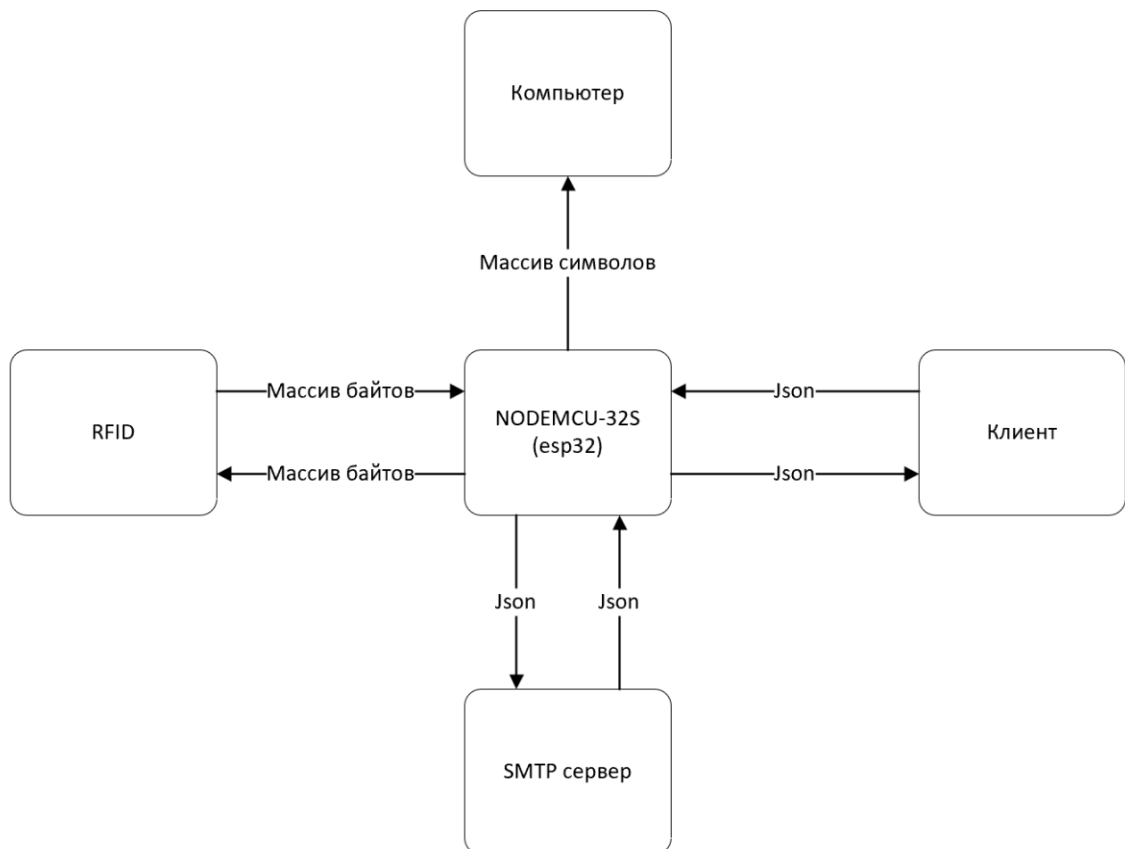 Компьютер
Массив символов
Массив байтов
Json
RFID
NODEMCU-32S
(esp32)
Клиент
Массив байтов
Json
Json
Json
SMTP сервер